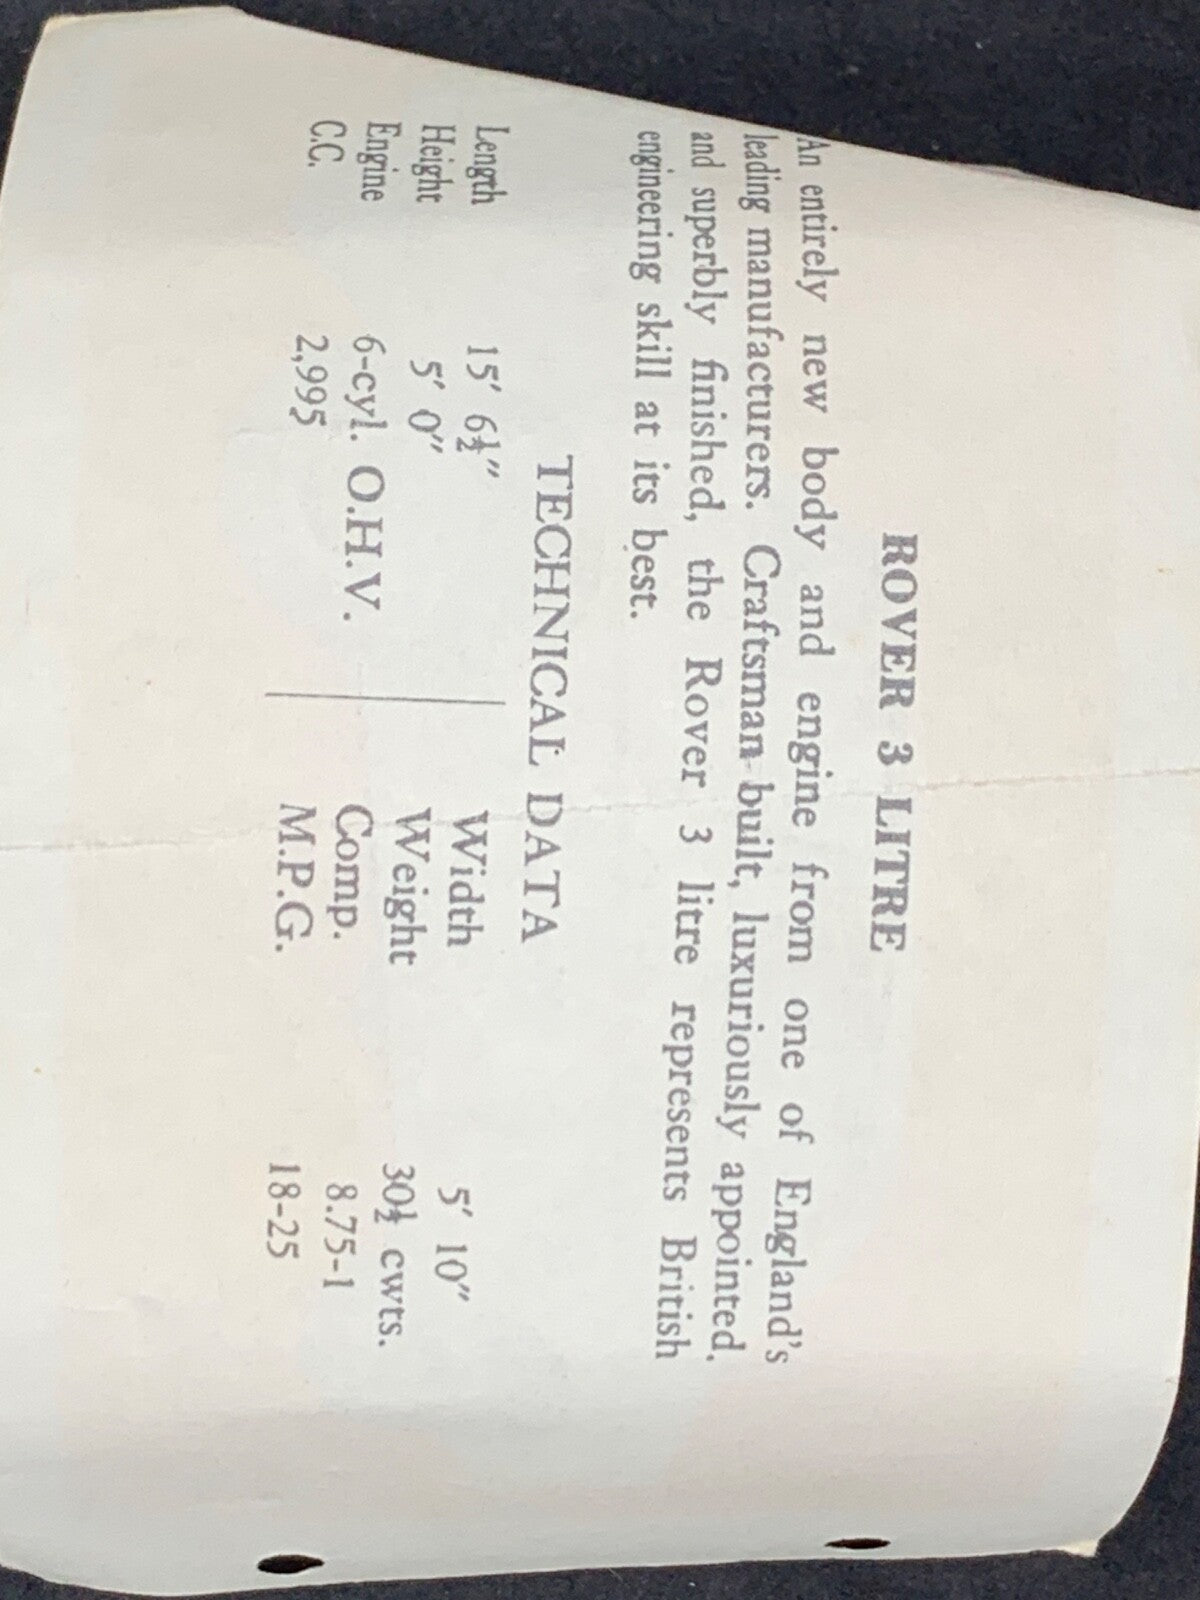 ROVER 3 LITRE
An entirely new body and engine from one of England's
leading manufacturers. Craftsman-built, luxuriously appointed,
and superbly finished, the Rover 3 litre represents British
engineering skill at its best.
TECHNICAL DATA
Length 15' 6½" Width 5' 10"
Height 5' 0" Weight 30½ cwts.
Engine 6-cyl. O.H.V. Comp. 8.75-1
C.C. 2,995 M.P.G. 18-25